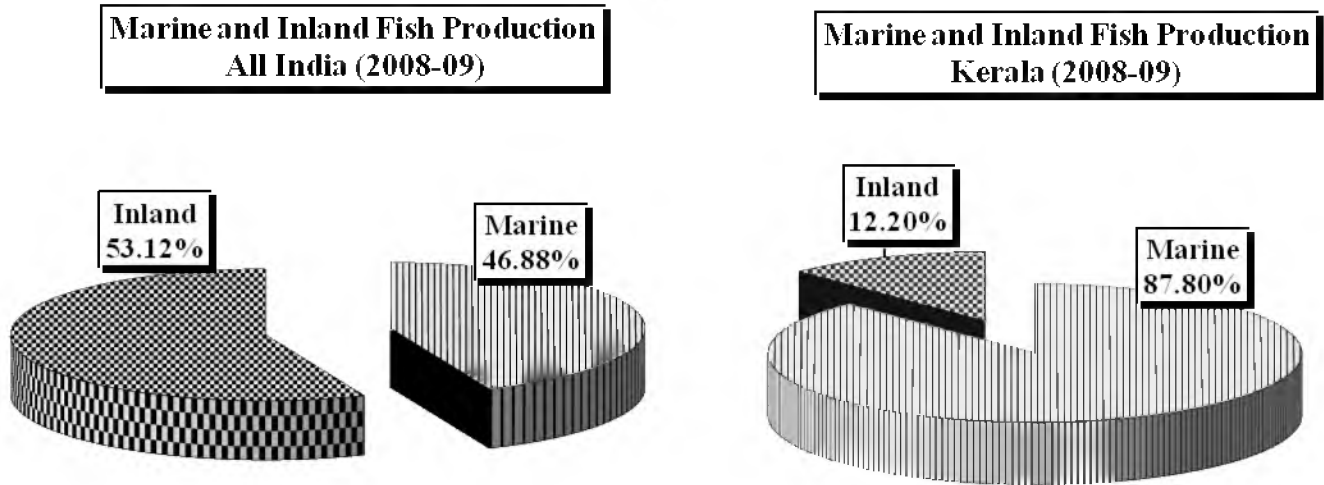 Marine and Inland Fish Production
All India (2008-09)
Inland
53.12%
Marine
46.88%
Marine and Inland Fish Production
Kerala (2008-09)
Inland
12.20%
Marine
87.80%